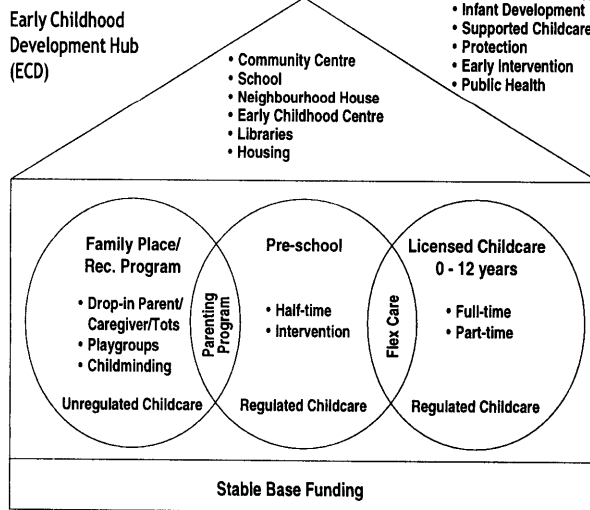 Early Childhood
Development Hub
(ECD)
• Infant Development
• Supported Childcare
• Protection
• Early Intervention
• Public Health
• Community Centre
• School
• Neighbourhood House
• Early Childhood Centre
• Libraries
• Housing
Family Place/
Rec. Program
• Drop-in Parent/
Caregiver/Tots
• Playgroups
• Childminding
Unregulated Childcare
Parenting
Program
Pre-school
• Half-time
• Intervention
Regulated Childcare
Flex Care
Licensed Childcare
0 - 12 years
• Full-time
• Part-time
Regulated Childcare
Stable Base Funding